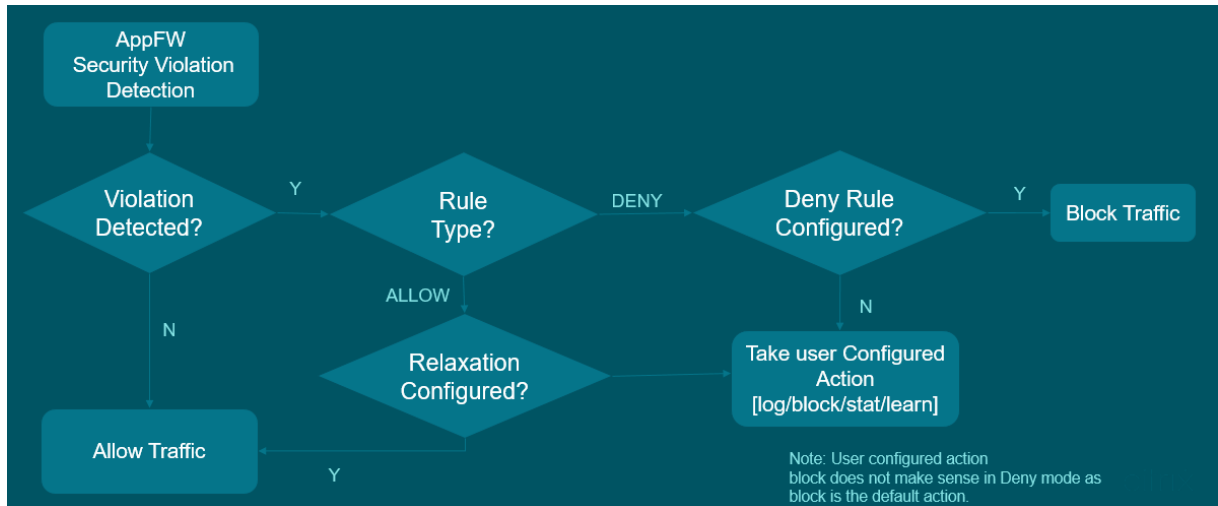 AppFW
Security Violation
Detection
Violation
Detected?
Y
Rule
Type?
DENY
Deny Rule
Configured?
Y
Block Traffic
ALLOW
N
N
Relaxation
Configured?
Take user Configured
Action
[log/block/stat/learn]
Allow Traffic
Y
Note: User configured action
block does not make sense in Deny mode as
block is the default action.